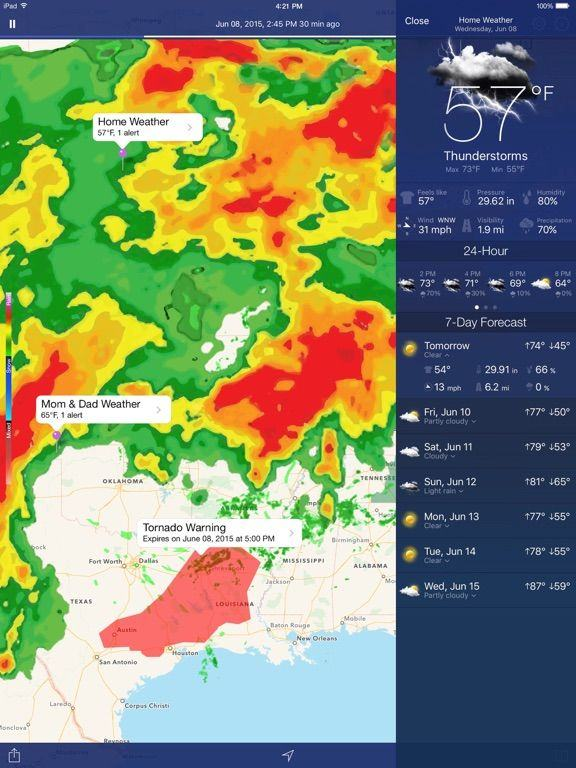 iPad
4:21 PM
100%
Jun 08, 2015, 2:45 PM 30 min ago
Close
Home Weather
Wednesday, Jun 08
Home Weather
57°F, 1 alert
57°F
Thunderstorms
Max 73°F Min 55°F
Feels like
57°
Pressure
29.62 in
Humidity
80%
Wind WNW
31 mph
Visibility
1.9 mi
Precipitation
70%
24-Hour
2 PM
73°
70%
4 PM
71°
30%
6 PM
69°
10%
8 PM
64°
0%
7-Day Forecast
Tomorrow
Clear
↑74° ↓45°
54°
29.91 in
66 %
13 mph
6.2 mi
0 %
Fri, Jun 10
Partly cloudy
↑77° ↓50°
Sat, Jun 11
Cloudy
↑79° ↓53°
Sun, Jun 12
Light rain
↑81° ↓65°
Mon, Jun 13
Clear
↑77° ↓55°
Tue, Jun 14
Clear
↑78° ↓55°
Wed, Jun 15
Partly cloudy
↑87° ↓59°
Rain
Snow
Mixed
Mom & Dad Weather
65°F, 1 alert
OKLAHOMA
TENNESSE
Tornado Warning
Expires on June 08, 2015 at 5:00 PM
bock
Fort Worth
Dallas
Shreveport
Jackson
MISSISSIPPI
Birmingham
ALABAMA
TEXAS
LOUISIANA
Austin
Baton Rouge
Mobile
New Orleans
San Antonio
Houston
Laredo
Corpus Christi
Monclova
Reynosa
Monterrey